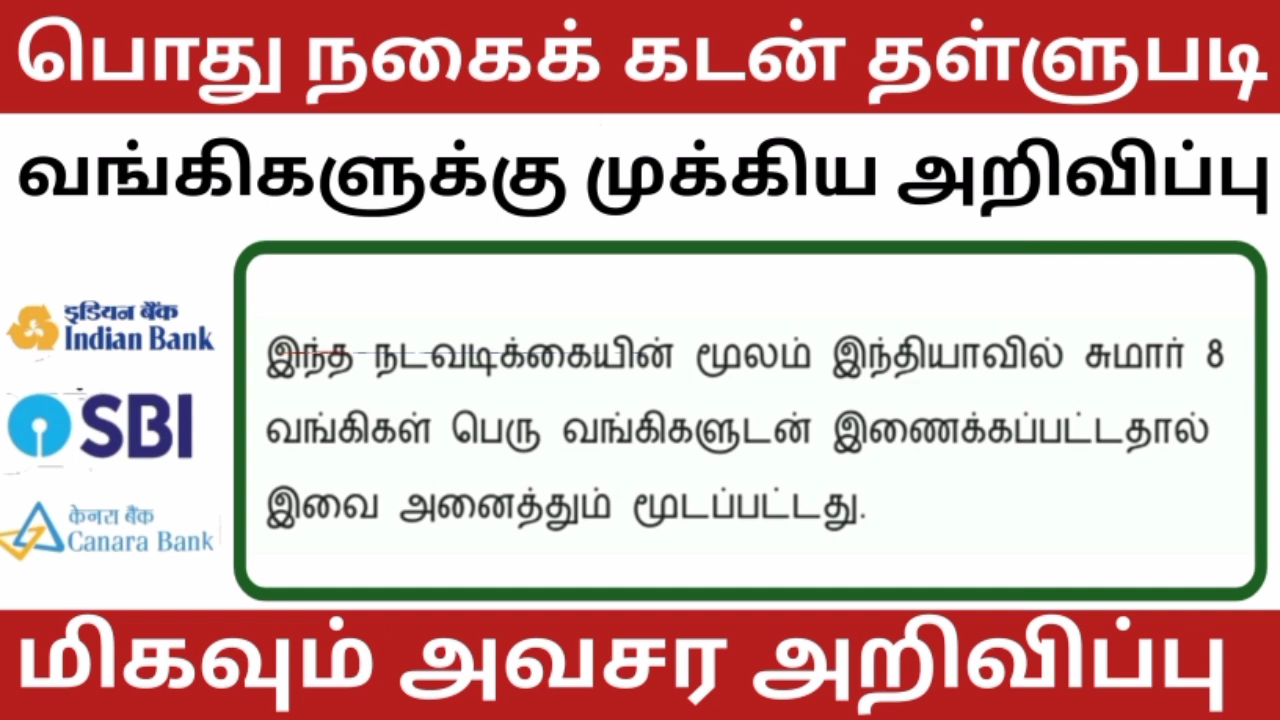 பொது நகைக் கடன் தள்ளுபடி
வங்கிகளுக்கு முக்கிய அறிவிப்பு
इंडियन बैंक
Indian Bank
SBI
केनरा बैंक
Canara Bank
இந்த நடவடிக்கையின் மூலம் இந்தியாவில் சுமார் 8
வங்கிகள் பெரு வங்கிகளுடன் இணைக்கப்பட்டதால்
இவை அனைத்தும் மூடப்பட்டது.
மிகவும் அவசர அறிவிப்பு